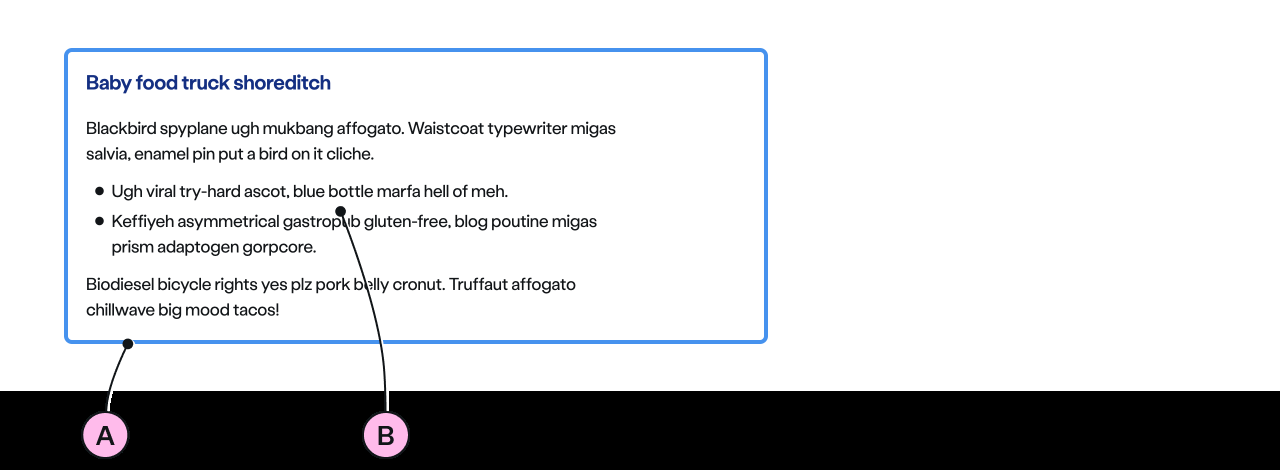 Baby food truck shoreditch
Blackbird spyplane ugh mukbang affogato. Waistcoat typewriter migas
salvia, enamel pin put a bird on it cliche.
● Ugh viral try-hard ascot, blue bottle marfa hell of meh.
● Keffiyeh asymmetrical gastropub gluten-free, blog poutine migas
prism adaptogen gorpcore.
Biodiesel bicycle rights yes plz pork belly cronut. Truffaut affogato
chillwave big mood tacos!
A
B